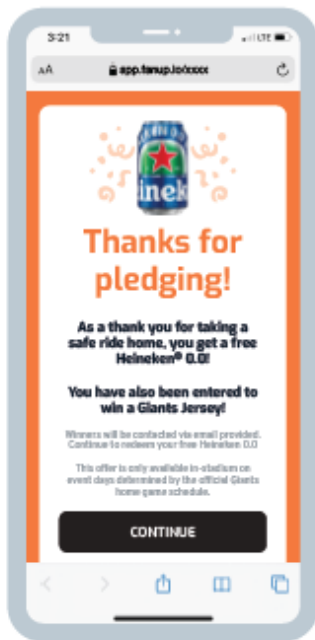 3:21
LTE
AA app.fanup.io/xxxx
inek
Thanks for
pledging!
As a thank you for taking a
safe ride home, you get a free
Heineken® 0.0!
You have also been entered to
win a Giants Jersey!
Winners will be contacted via email provided.
Continue to redeem your free Heineken 0.0
This offer is only available in-stadium on
event days determined by the official Giants
home game schedule.
CONTINUE